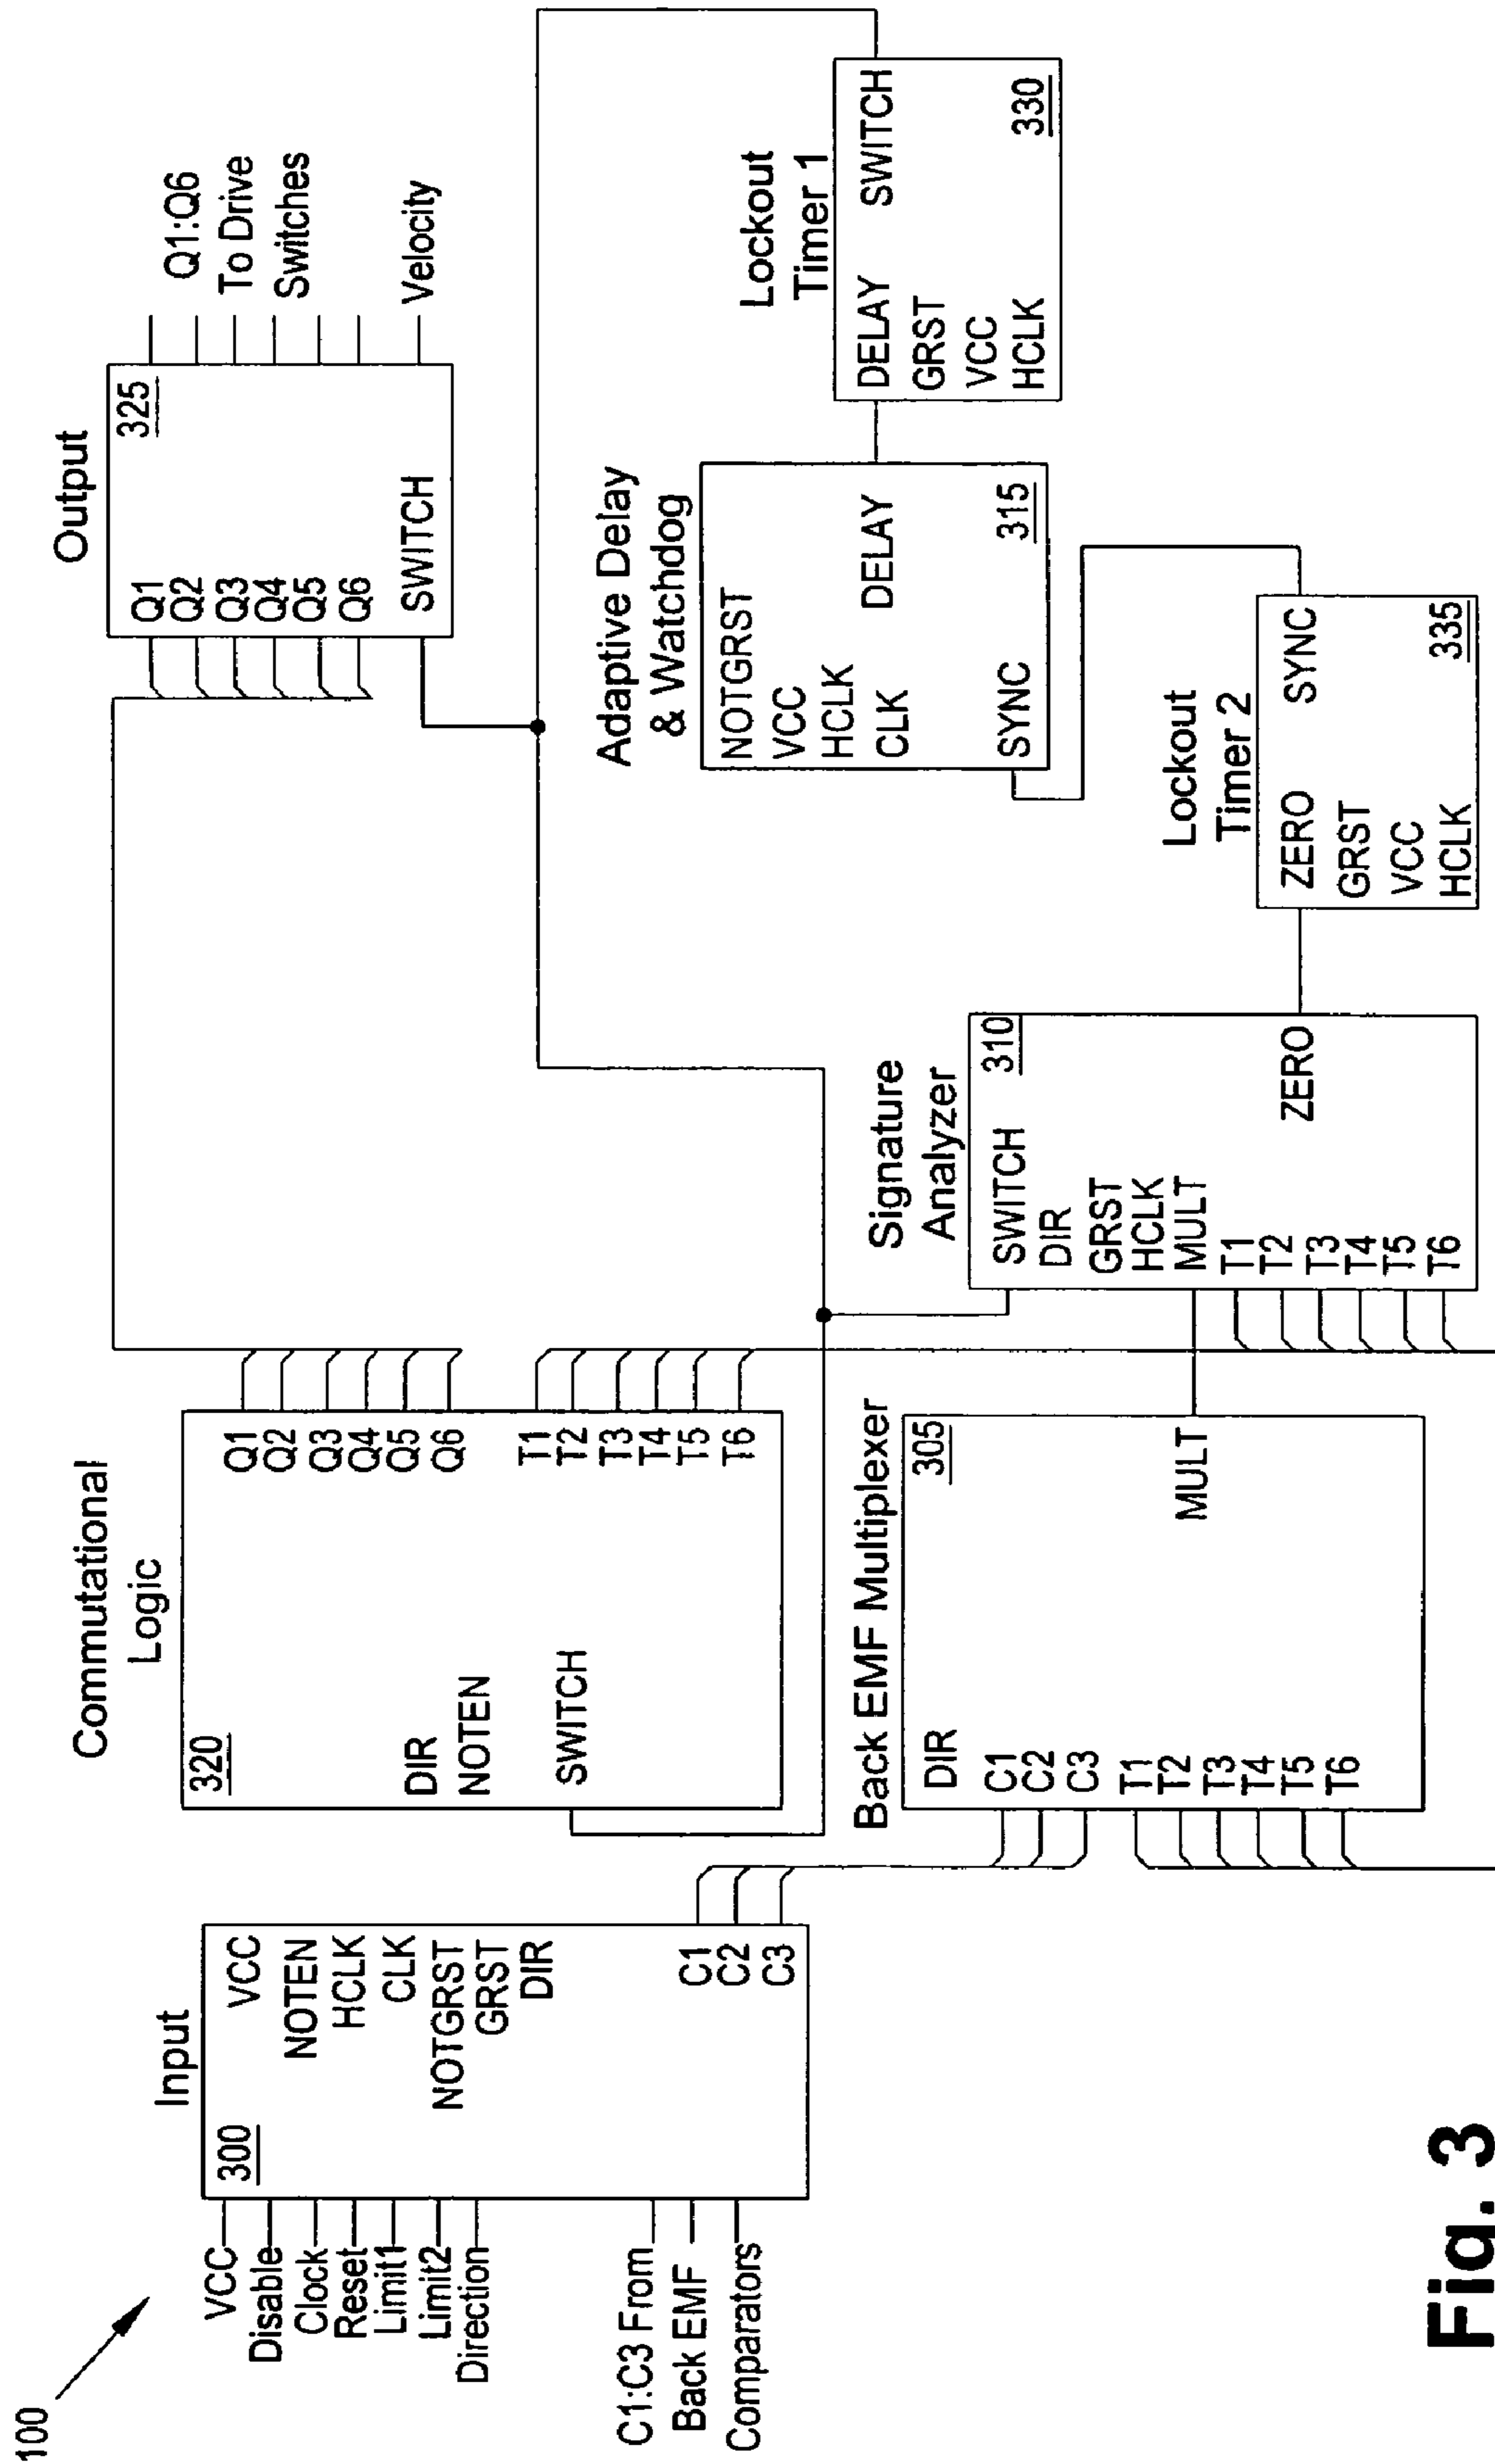 100
Input
300
VCC
Disable
Clock
Reset
Limit1
Limit2
Direction
C1:C3 From
Back EMF
Comparators
VCC
NOTEN
HCLK
CLK
NOTGRST
GRST
DIR
C1
C2
C3
Commutational
Logic
320
DIR
NOTEN
SWITCH
Q1
Q2
Q3
Q4
Q5
Q6
T1
T2
T3
T4
T5
T6
Back EMF Multiplexer
305
DIR
C1
C2
C3
T1
T2
T3
T4
T5
T6
MULT
Signature
Analyzer
310
SWITCH
DIR
GRST
HCLK
MULT
T1
T2
T3
T4
T5
T6
ZERO
Output
325
Q1
Q2
Q3
Q4
Q5
Q6
SWITCH
Q1:Q6
To Drive
Switches
Velocity
Adaptive Delay
& Watchdog
NOTGRST
VCC
HCLK
CLK
SYNC
DELAY
315
Lockout
Timer 1
DELAY
GRST
VCC
HCLK
SWITCH
330
Lockout
Timer 2
ZERO
GRST
VCC
HCLK
SYNC
335
Fig. 3